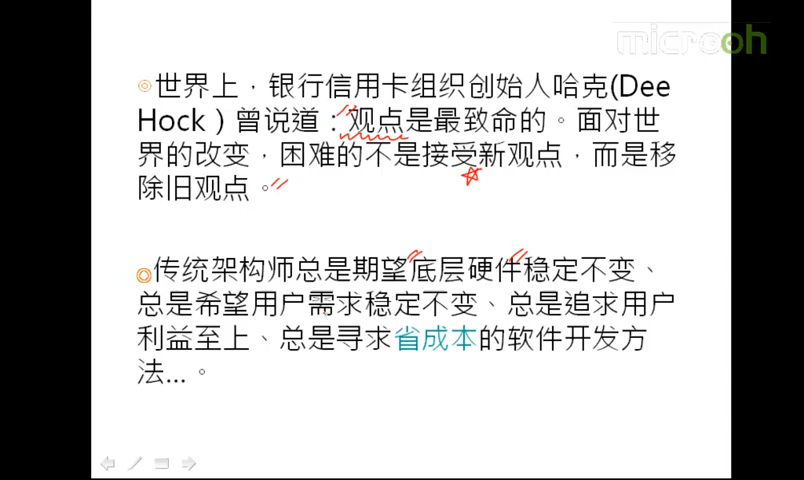 microoh
世界上，银行信用卡组织创始人哈克(Dee
Hock）曾说道：观点是最致命的。面对世
界的改变，困难的不是接受新观点，而是移
除旧观点。
传统架构师总是期望底层硬件稳定不变、
总是希望用户需求稳定不变、总是追求用户
利益至上、总是寻求省成本的软件开发方
法...。